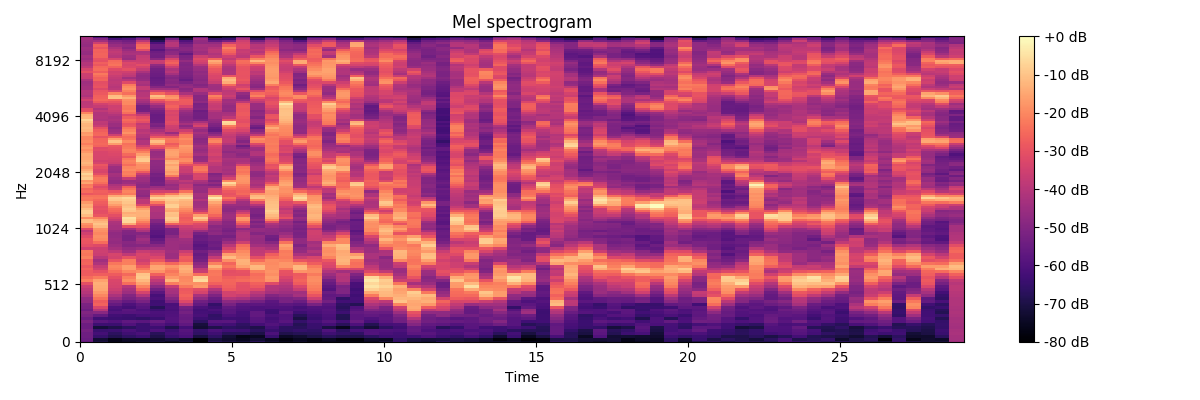 Mel spectrogram
8192
4096
2048
1024
512
0
Hz
0 5 10 15 20 25
Time
+0 dB
-10 dB
-20 dB
-30 dB
-40 dB
-50 dB
-60 dB
-70 dB
-80 dB